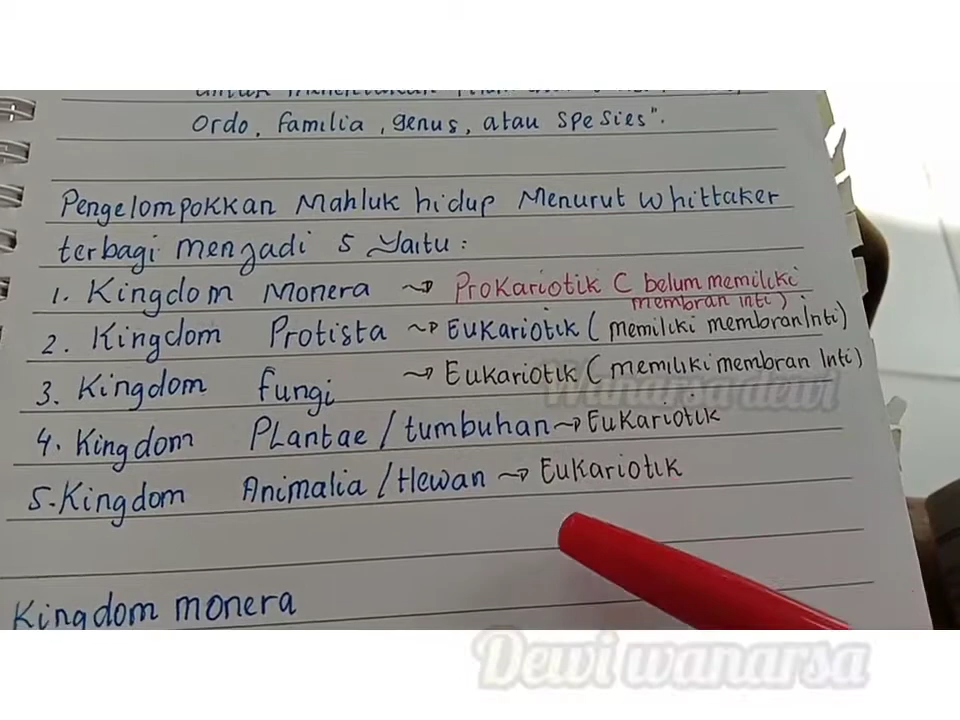 Ordo, familia, genus, atau spesies".
Pengelompokkan Mahluk hidup Menurut Whittaker
terbagi menjadi 5 yaitu :
1. Kingdom Monera ~> Prokariotik ( belum memiliki
membran inti )
2. Kingdom Protista ~> Eukariotik ( memiliki membran Inti)
3. Kingdom fungi ~> Eukariotik ( memiliki membran Inti)
4. Kingdom Plantae / tumbuhan ~> Eukariotik
5. Kingdom Animalia / Hewan ~> Eukariotik
Kingdom monera
Wanarsa dewi
Dewi wanarsa